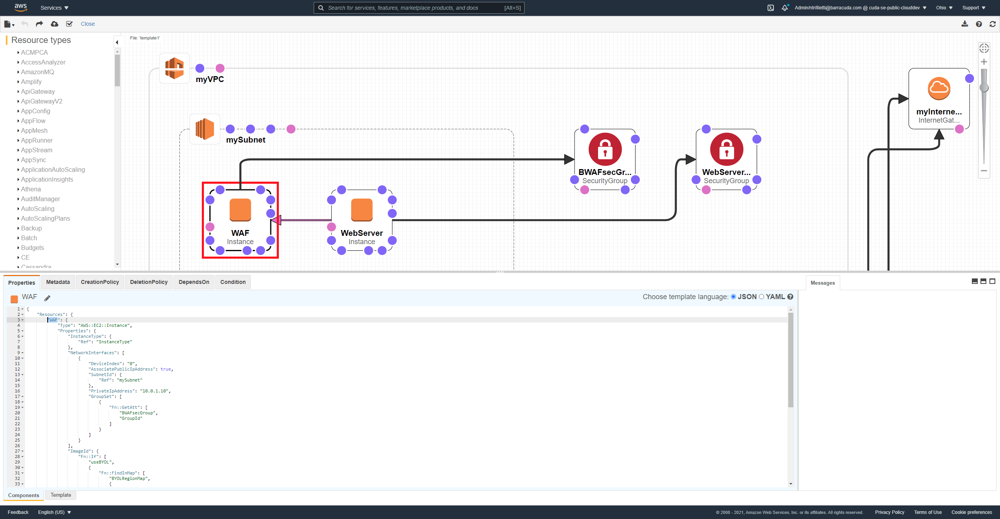 aws
Services
Search for services, features, marketplace products, and docs
[Alt+S]
Admin/ntrifiletti@barracuda.com @ cuda-se-public-clouddev
Ohio
Support
Close
Resource types
ACMPCA
AccessAnalyzer
AmazonMQ
Amplify
ApiGateway
ApiGatewayV2
AppConfig
AppFlow
AppMesh
AppRunner
AppStream
AppSync
ApplicationAutoScaling
ApplicationInsights
Athena
AuditManager
AutoScaling
AutoScalingPlans
Backup
Batch
Budgets
CE
Cassandra
File: 'template1'
myVPC
mySubnet
WAF
Instance
WebServer
Instance
BWAFsecGr...
SecurityGroup
WebServer...
SecurityGroup
myInterne...
InternetGat...
Properties
Metadata
CreationPolicy
DeletionPolicy
DependsOn
Condition
Messages
WAF
Choose template language: JSON YAML
1 {
2 "Resources": {
3 "WAF": {
4 "Type": "AWS::EC2::Instance",
5 "Properties": {
6 "InstanceType": {
7 "Ref": "InstanceType"
8 },
9 "NetworkInterfaces": [
10 {
11 "DeviceIndex": "0",
12 "AssociatePublicIpAddress": true,
13 "SubnetId": {
14 "Ref": "mySubnet"
15 },
16 "PrivateIpAddress": "10.0.1.10",
17 "GroupSet": [
18 {
19 "Fn::GetAtt": [
20 "BWAFsecGroup",
21 "GroupId"
22 ]
23 }
24 ]
25 }
26 ],
27 "ImageId": {
28 "Fn::If": [
29 "useBYOL",
30 {
31 "Fn::FindInMap": [
32 "BYOLRegionMap",
33 {
Components
Template
Feedback
English (US)
© 2008 - 2021, Amazon Web Services, Inc. or its affiliates. All rights reserved.
Privacy Policy
Terms of Use
Cookie preferences